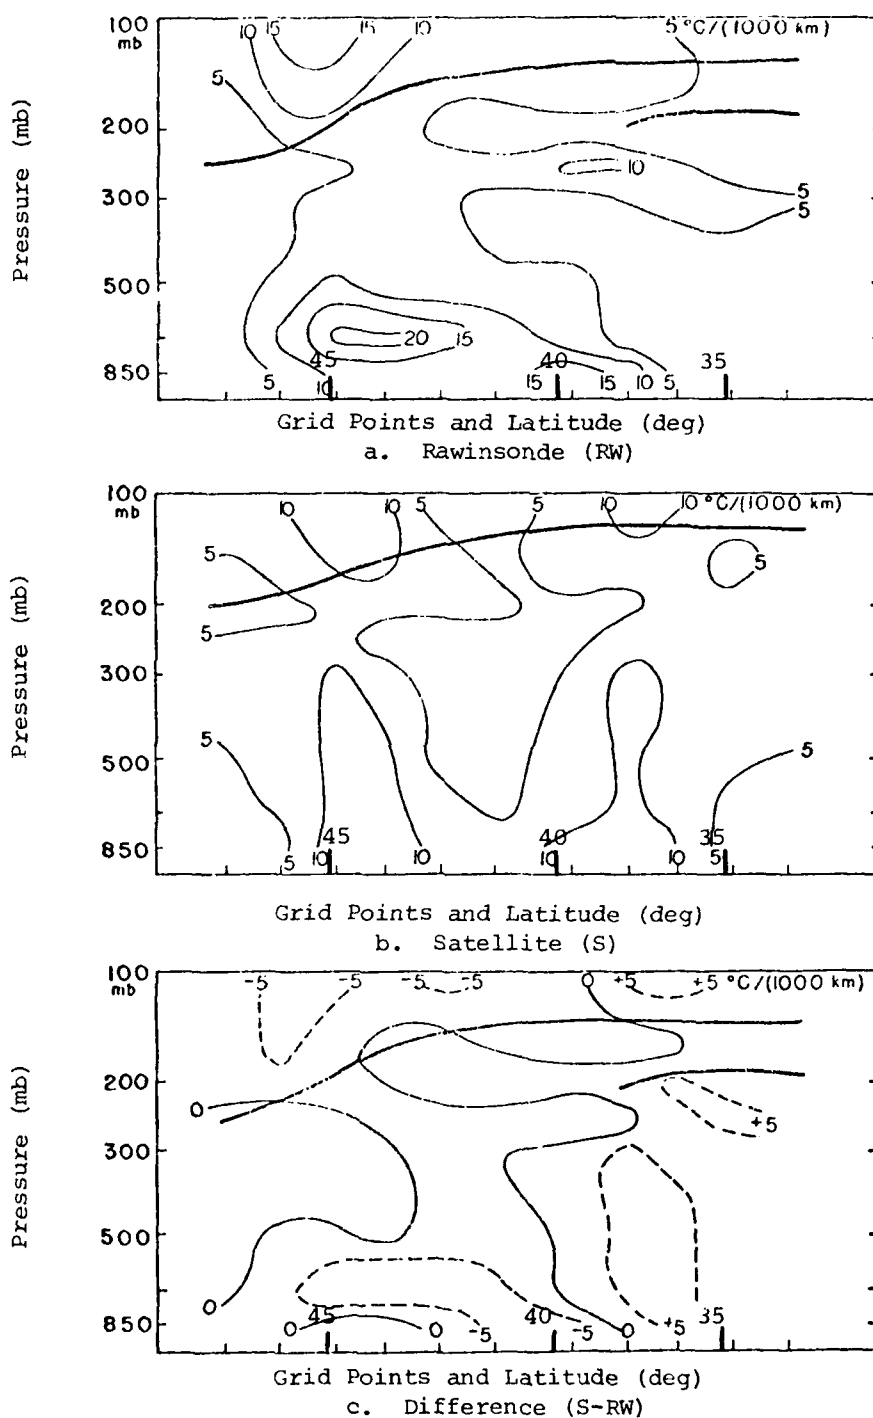 100 10 15 15 10 5 °C/(1000 km)
mb
5
200
10
300 5
5
500
20 15
45 40 35
850 5 10 15 15 10 5
Pressure (mb)
Grid Points and Latitude (deg)
a. Rawinsonde (RW)
100 10 10 5 5 10 10 °C/(1000 km)
mb
5 5
200
5
300
5 5
500
45 40 35
850 5 10 10 10 10 5
Pressure (mb)
Grid Points and Latitude (deg)
b. Satellite (S)
100 -5 -5 -5 -5 0 +5 +5 °C/(1000 km)
mb
200
0 +5
300
500
0
45 40 35
850 0 0 -5 -5 0 +5
Pressure (mb)
Grid Points and Latitude (deg)
c. Difference (S-RW)